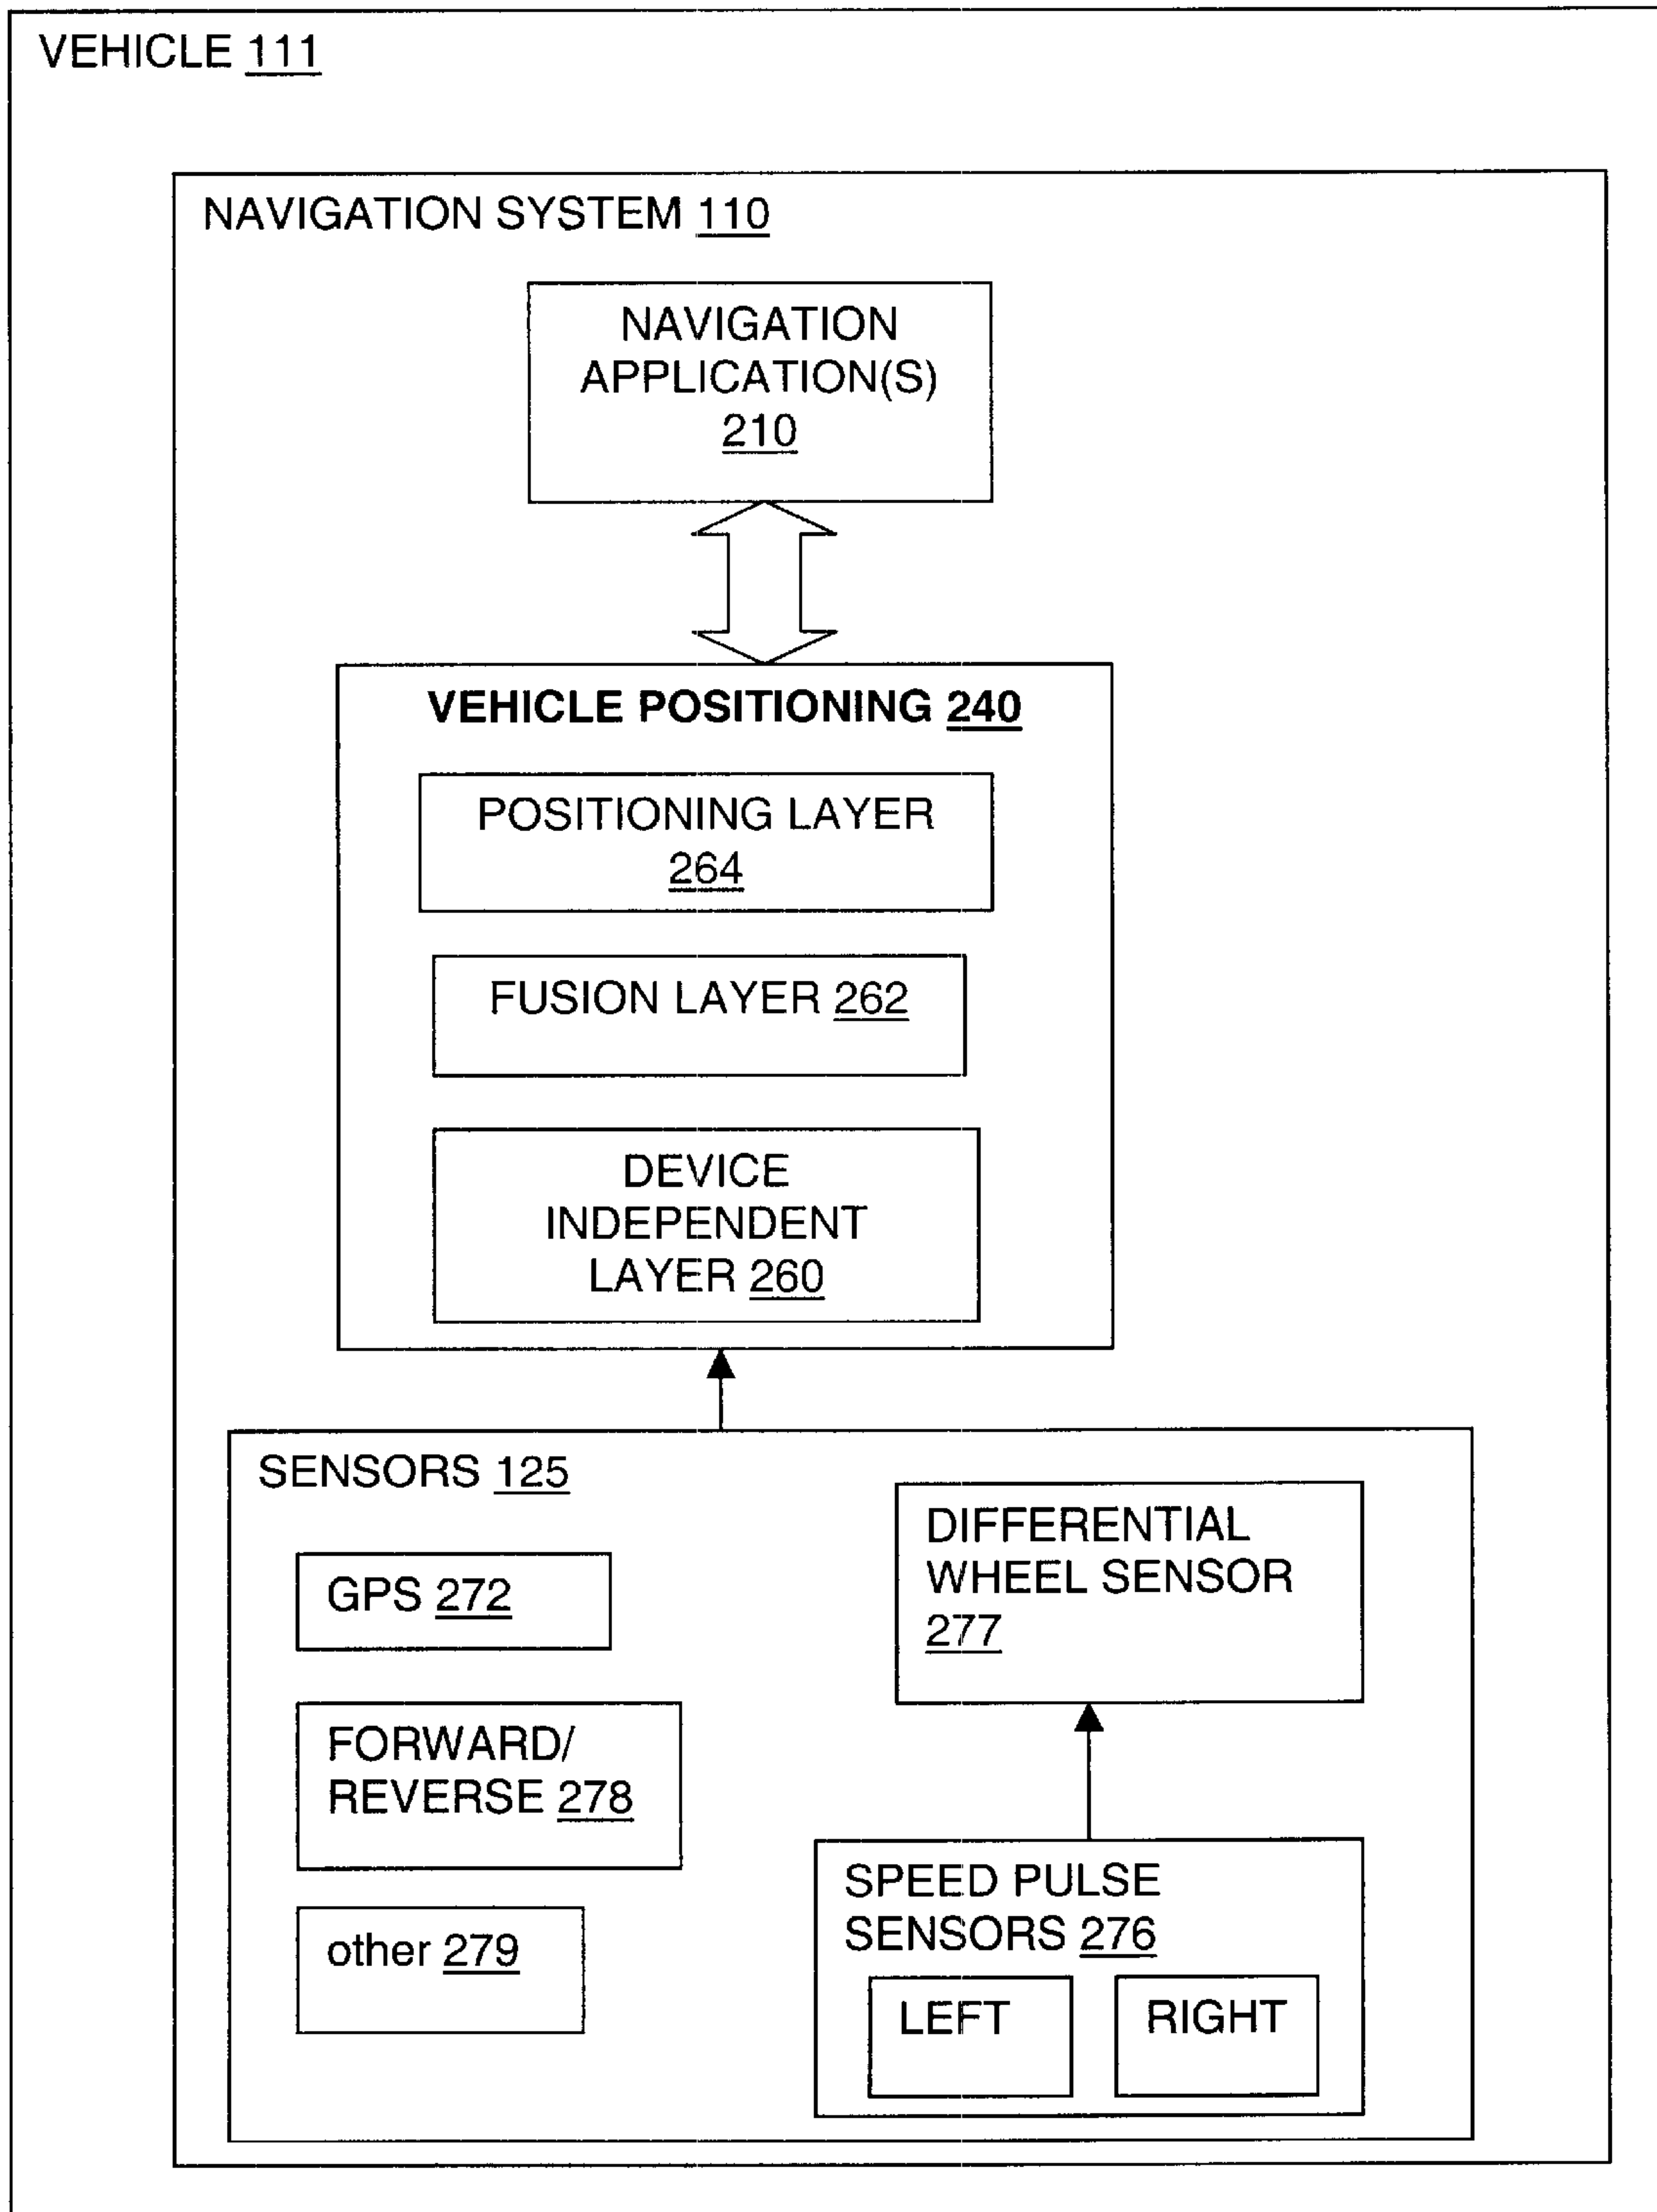 VEHICLE 111
NAVIGATION SYSTEM 110
NAVIGATION
APPLICATION(S)
210
VEHICLE POSITIONING 240
POSITIONING LAYER
264
FUSION LAYER 262
DEVICE
INDEPENDENT
LAYER 260
SENSORS 125
GPS 272
FORWARD/
REVERSE 278
other 279
DIFFERENTIAL
WHEEL SENSOR
277
SPEED PULSE
SENSORS 276
LEFT
RIGHT